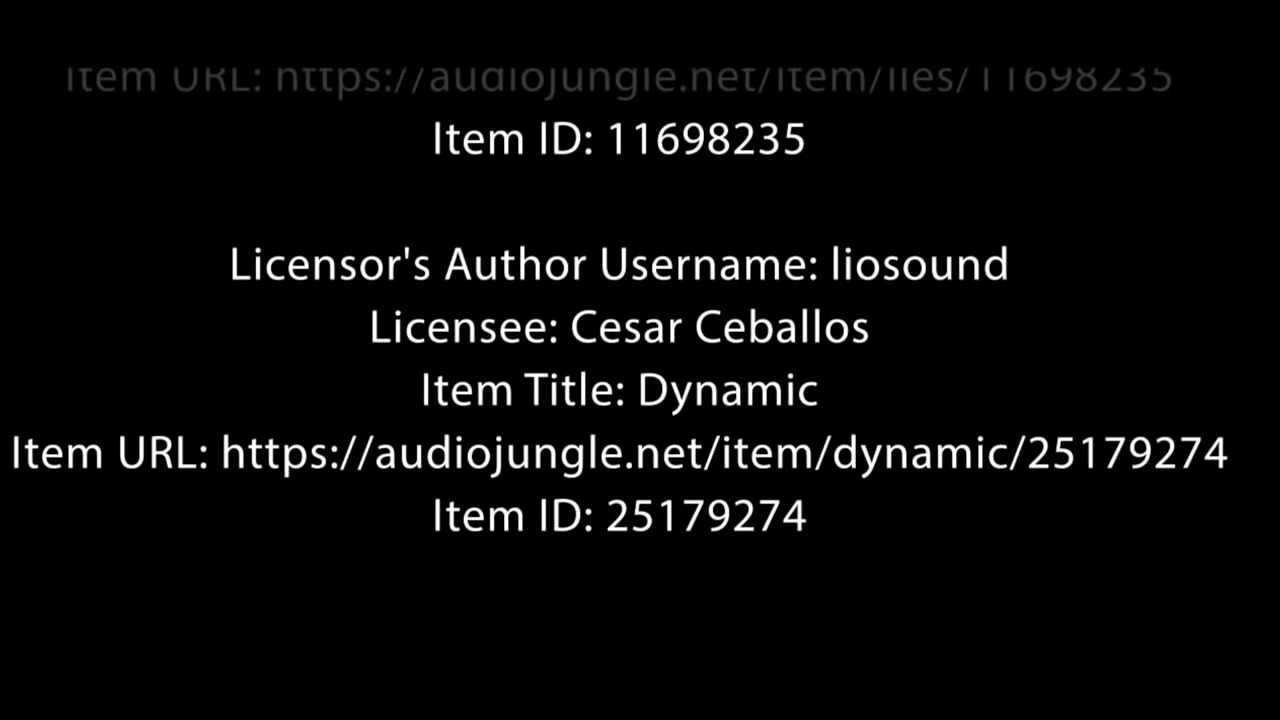 Item URL: https://audiojungle.net/item/lies/11698235
Item ID: 11698235
Licensor's Author Username: liosound
Licensee: Cesar Ceballos
Item Title: Dynamic
Item URL: https://audiojungle.net/item/dynamic/25179274
Item ID: 25179274